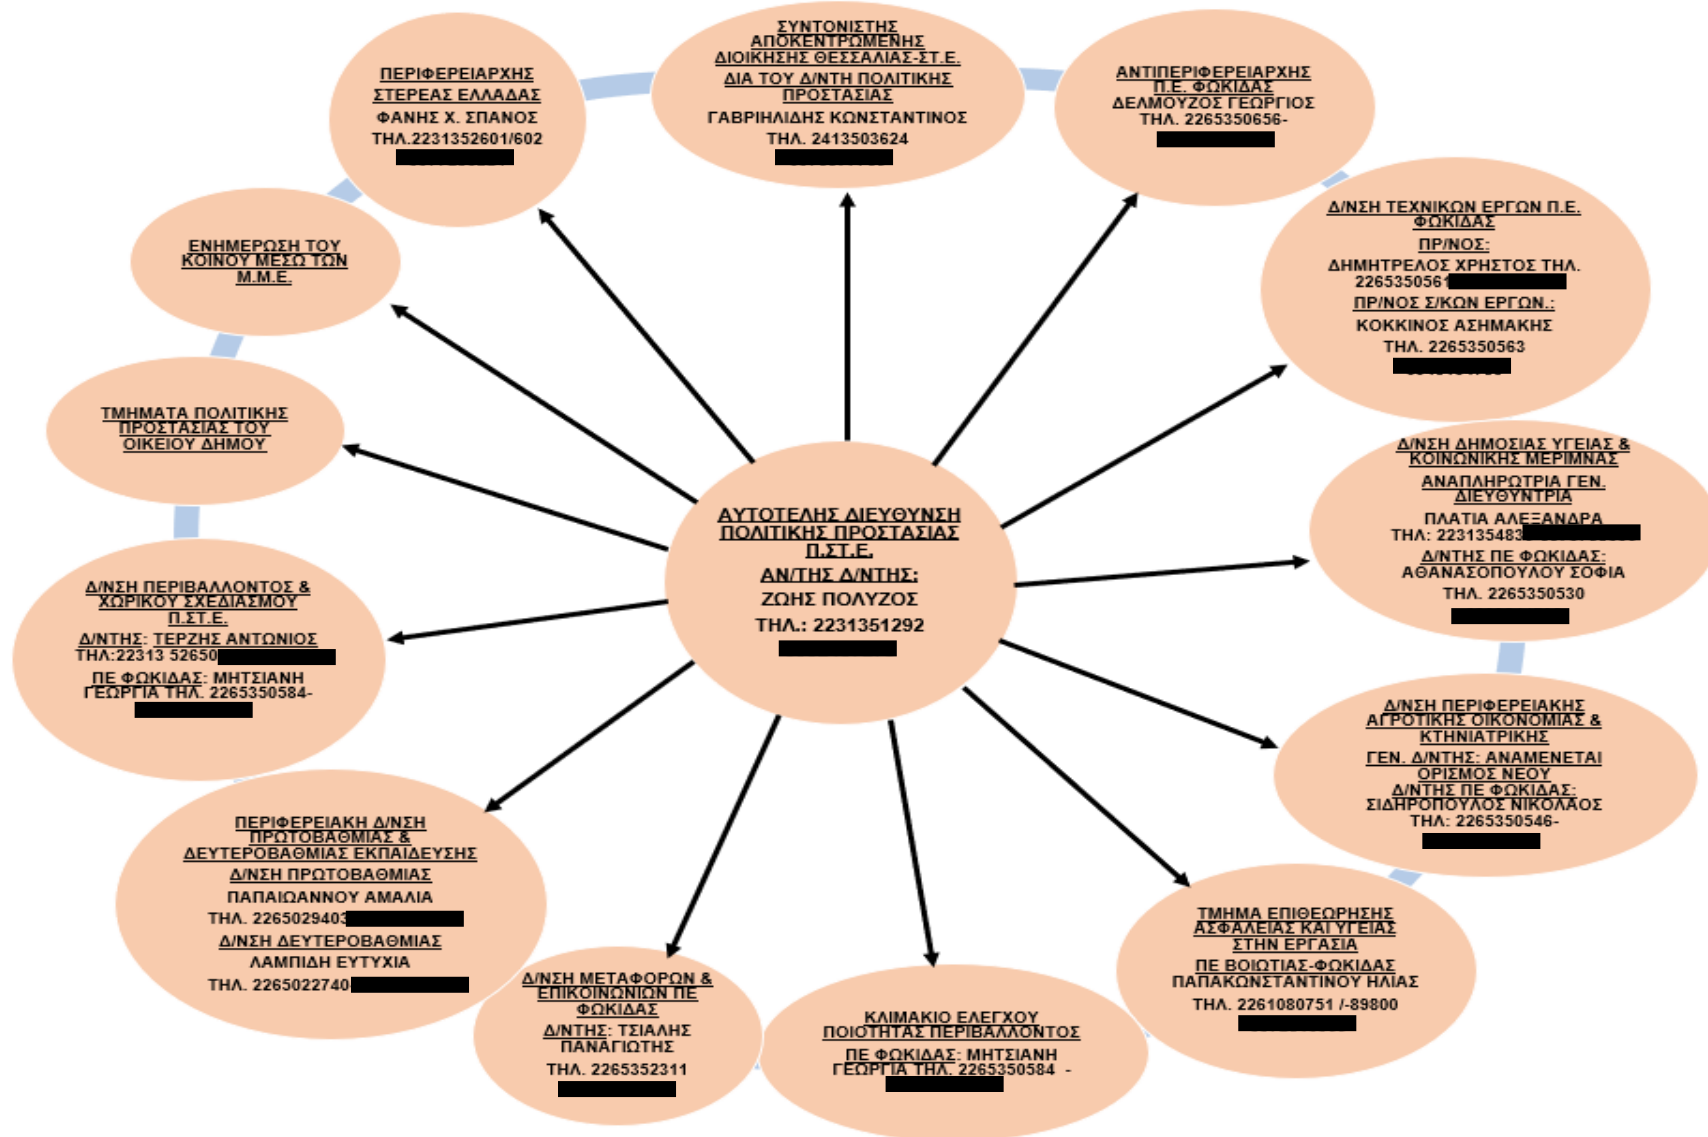 ΠΕΡΙΦΕΡΕΙΑΡΧΗΣ
ΣΤΕΡΕΑΣ ΕΛΛΑΔΑΣ
ΦΑΝΗΣ Χ. ΣΠΑΝΟΣ
ΤΗΛ.2231352601/602
ΣΥΝΤΟΝΙΣΤΗΣ
ΑΠΟΚΕΝΤΡΩΜΕΝΗΣ
ΔΙΟΙΚΗΣΗΣ ΘΕΣΣΑΛΙΑΣ-ΣΤ.Ε.
ΔΙΑ ΤΟΥ Δ/ΝΤΗ ΠΟΛΙΤΙΚΗΣ
ΠΡΟΣΤΑΣΙΑΣ
ΓΑΒΡΙΗΛΙΔΗΣ ΚΩΝΣΤΑΝΤΙΝΟΣ
ΤΗΛ. 2413503624
ΑΝΤΙΠΕΡΙΦΕΡΕΙΑΡΧΗΣ
Π.Ε. ΦΩΚΙΔΑΣ
ΔΕΛΜΟΥΖΟΣ ΓΕΩΡΓΙΟΣ
ΤΗΛ. 2265350656-
Δ/ΝΣΗ ΤΕΧΝΙΚΩΝ ΕΡΓΩΝ Π.Ε.
ΦΩΚΙΔΑΣ
ΠΡ/ΝΟΣ:
ΔΗΜΗΤΡΕΛΟΣ ΧΡΗΣΤΟΣ ΤΗΛ.
2265350561
ΠΡ/ΝΟΣ Σ/ΚΩΝ ΕΡΓΩΝ.:
ΚΟΚΚΙΝΟΣ ΑΣΗΜΑΚΗΣ
ΤΗΛ. 2265350563
Δ/ΝΣΗ ΔΗΜΟΣΙΑΣ ΥΓΕΙΑΣ &
ΚΟΙΝΩΝΙΚΗΣ ΜΕΡΙΜΝΑΣ
ΑΝΑΠΛΗΡΩΤΡΙΑ ΓΕΝ.
ΔΙΕΥΘΥΝΤΡΙΑ
ΠΛΑΤΙΑ ΑΛΕΞΑΝΔΡΑ
ΤΗΛ: 223135483
Δ/ΝΤΗΣ ΠΕ ΦΩΚΙΔΑΣ:
ΑΘΑΝΑΣΟΠΟΥΛΟΥ ΣΟΦΙΑ
ΤΗΛ. 2265350530
Δ/ΝΣΗ ΠΕΡΙΦΕΡΕΙΑΚΗΣ
ΑΓΡΟΤΙΚΗΣ ΟΙΚΟΝΟΜΙΑΣ &
ΚΤΗΝΙΑΤΡΙΚΗΣ
ΓΕΝ. Δ/ΝΤΗΣ: ΑΝΑΜΕΝΕΤΑΙ
ΟΡΙΣΜΟΣ ΝΕΟΥ
Δ/ΝΤΗΣ ΠΕ ΦΩΚΙΔΑΣ:
ΣΙΔΗΡΟΠΟΥΛΟΣ ΝΙΚΟΛΑΟΣ
ΤΗΛ: 2265350546-
ΤΜΗΜΑ ΕΠΙΘΕΩΡΗΣΗΣ
ΑΣΦΑΛΕΙΑΣ ΚΑΙ ΥΓΕΙΑΣ
ΣΤΗΝ ΕΡΓΑΣΙΑ
ΠΕ ΒΟΙΩΤΙΑΣ-ΦΩΚΙΔΑΣ
ΠΑΠΑΚΩΝΣΤΑΝΤΙΝΟΥ ΗΛΙΑΣ
ΤΗΛ. 2261080751 /-89800
ΚΛΙΜΑΚΙΟ ΕΛΕΓΧΟΥ
ΠΟΙΟΤΗΤΑΣ ΠΕΡΙΒΑΛΛΟΝΤΟΣ
ΠΕ ΦΩΚΙΔΑΣ: ΜΗΤΣΙΑΝΗ
ΓΕΩΡΓΙΑ ΤΗΛ. 2265350584 -
Δ/ΝΣΗ ΜΕΤΑΦΟΡΩΝ &
ΕΠΙΚΟΙΝΩΝΙΩΝ ΠΕ
ΦΩΚΙΔΑΣ
Δ/ΝΤΗΣ: ΤΣΙΑΛΗΣ
ΠΑΝΑΓΙΩΤΗΣ
ΤΗΛ. 2265352311
ΠΕΡΙΦΕΡΕΙΑΚΗ Δ/ΝΣΗ
ΠΡΩΤΟΒΑΘΜΙΑΣ &
ΔΕΥΤΕΡΟΒΑΘΜΙΑΣ ΕΚΠΑΙΔΕΥΣΗΣ
Δ/ΝΣΗ ΠΡΩΤΟΒΑΘΜΙΑΣ
ΠΑΠΑΙΩΑΝΝΟΥ ΑΜΑΛΙΑ
ΤΗΛ. 2265029403
Δ/ΝΣΗ ΔΕΥΤΕΡΟΒΑΘΜΙΑΣ
ΛΑΜΠΙΔΗ ΕΥΤΥΧΙΑ
ΤΗΛ. 2265022740
Δ/ΝΣΗ ΠΕΡΙΒΑΛΛΟΝΤΟΣ &
ΧΩΡΙΚΟΥ ΣΧΕΔΙΑΣΜΟΥ
Π.ΣΤ.Ε.
Δ/ΝΤΗΣ: ΤΕΡΖΗΣ ΑΝΤΩΝΙΟΣ
ΤΗΛ:22313 52650
ΠΕ ΦΩΚΙΔΑΣ: ΜΗΤΣΙΑΝΗ
ΓΕΩΡΓΙΑ ΤΗΛ. 2265350584-
ΤΜΗΜΑΤΑ ΠΟΛΙΤΙΚΗΣ
ΠΡΟΣΤΑΣΙΑΣ ΤΟΥ
ΟΙΚΕΙΟΥ ΔΗΜΟΥ
ΕΝΗΜΕΡΩΣΗ ΤΟΥ
ΚΟΙΝΟΥ ΜΕΣΩ ΤΩΝ
Μ.Μ.Ε.
ΑΥΤΟΤΕΛΗΣ ΔΙΕΥΘΥΝΣΗ
ΠΟΛΙΤΙΚΗΣ ΠΡΟΣΤΑΣΙΑΣ
Π.ΣΤ.Ε.
ΑΝ/ΤΗΣ Δ/ΝΤΗΣ:
ΖΩΗΣ ΠΟΛΥΖΟΣ
ΤΗΛ.: 2231351292